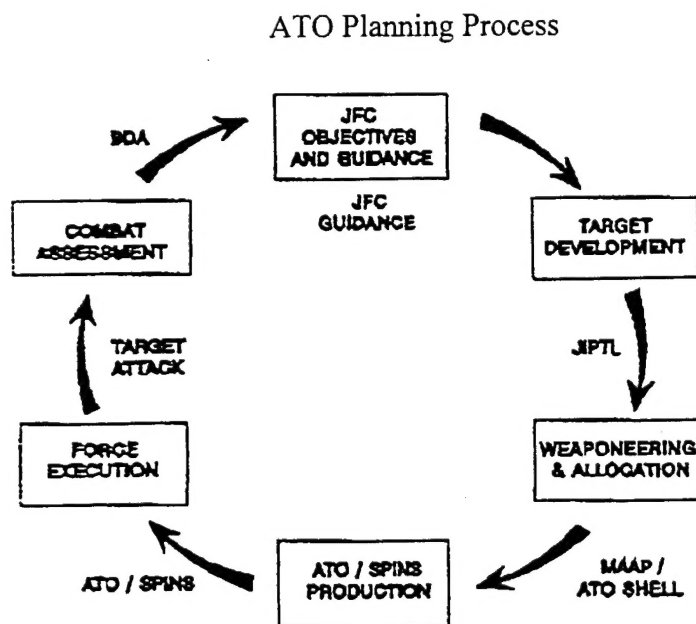 ATO Planning Process
JFC
OBJECTIVES
AND GUIDANCE
JFC
GUIDANCE
TARGET
DEVELOPMENT
JIPTL
WEAPONEERING
& ALLOCATION
MAAP /
ATO SHELL
ATO / SPINS
PRODUCTION
ATO / SPINS
FORCE
EXECUTION
TARGET
ATTACK
COMBAT
ASSESSMENT
BDA